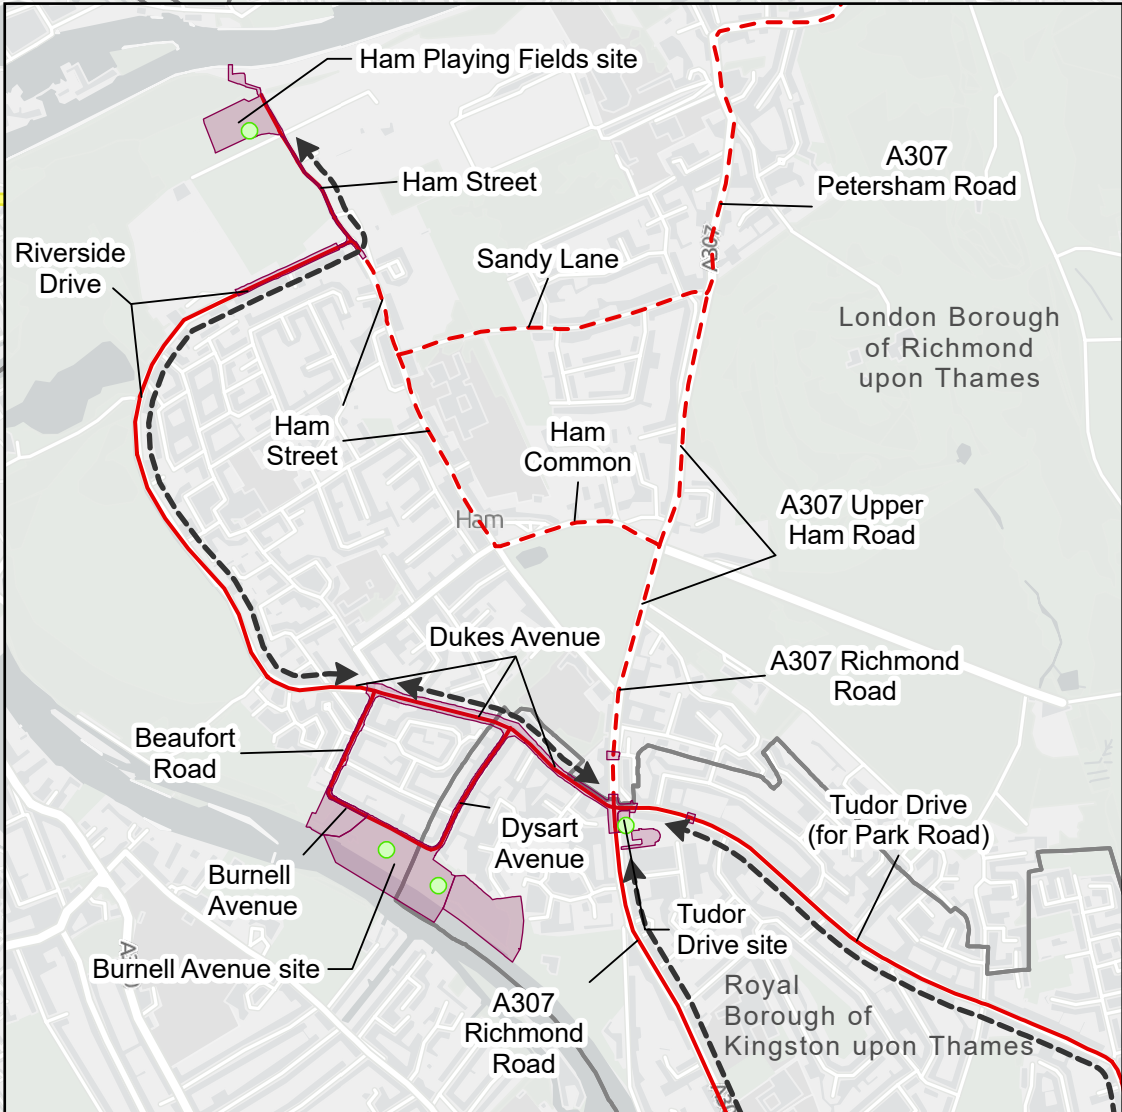 Ham Playing Fields site
A307
Petersham Road
Ham Street
A307
Riverside
Drive
Sandy Lane
London Borough
of Richmond
upon Thames
Ham
Street
Ham
Common
A307 Upper
Ham Road
Ham
Dukes Avenue
A307 Richmond
Road
Beaufort
Road
Tudor Drive
(for Park Road)
Dysart
Avenue
Burnell
Avenue
Tudor
Drive site
Burnell Avenue site
A307
Richmond
Road
Royal
Borough of
Kingston upon Thames